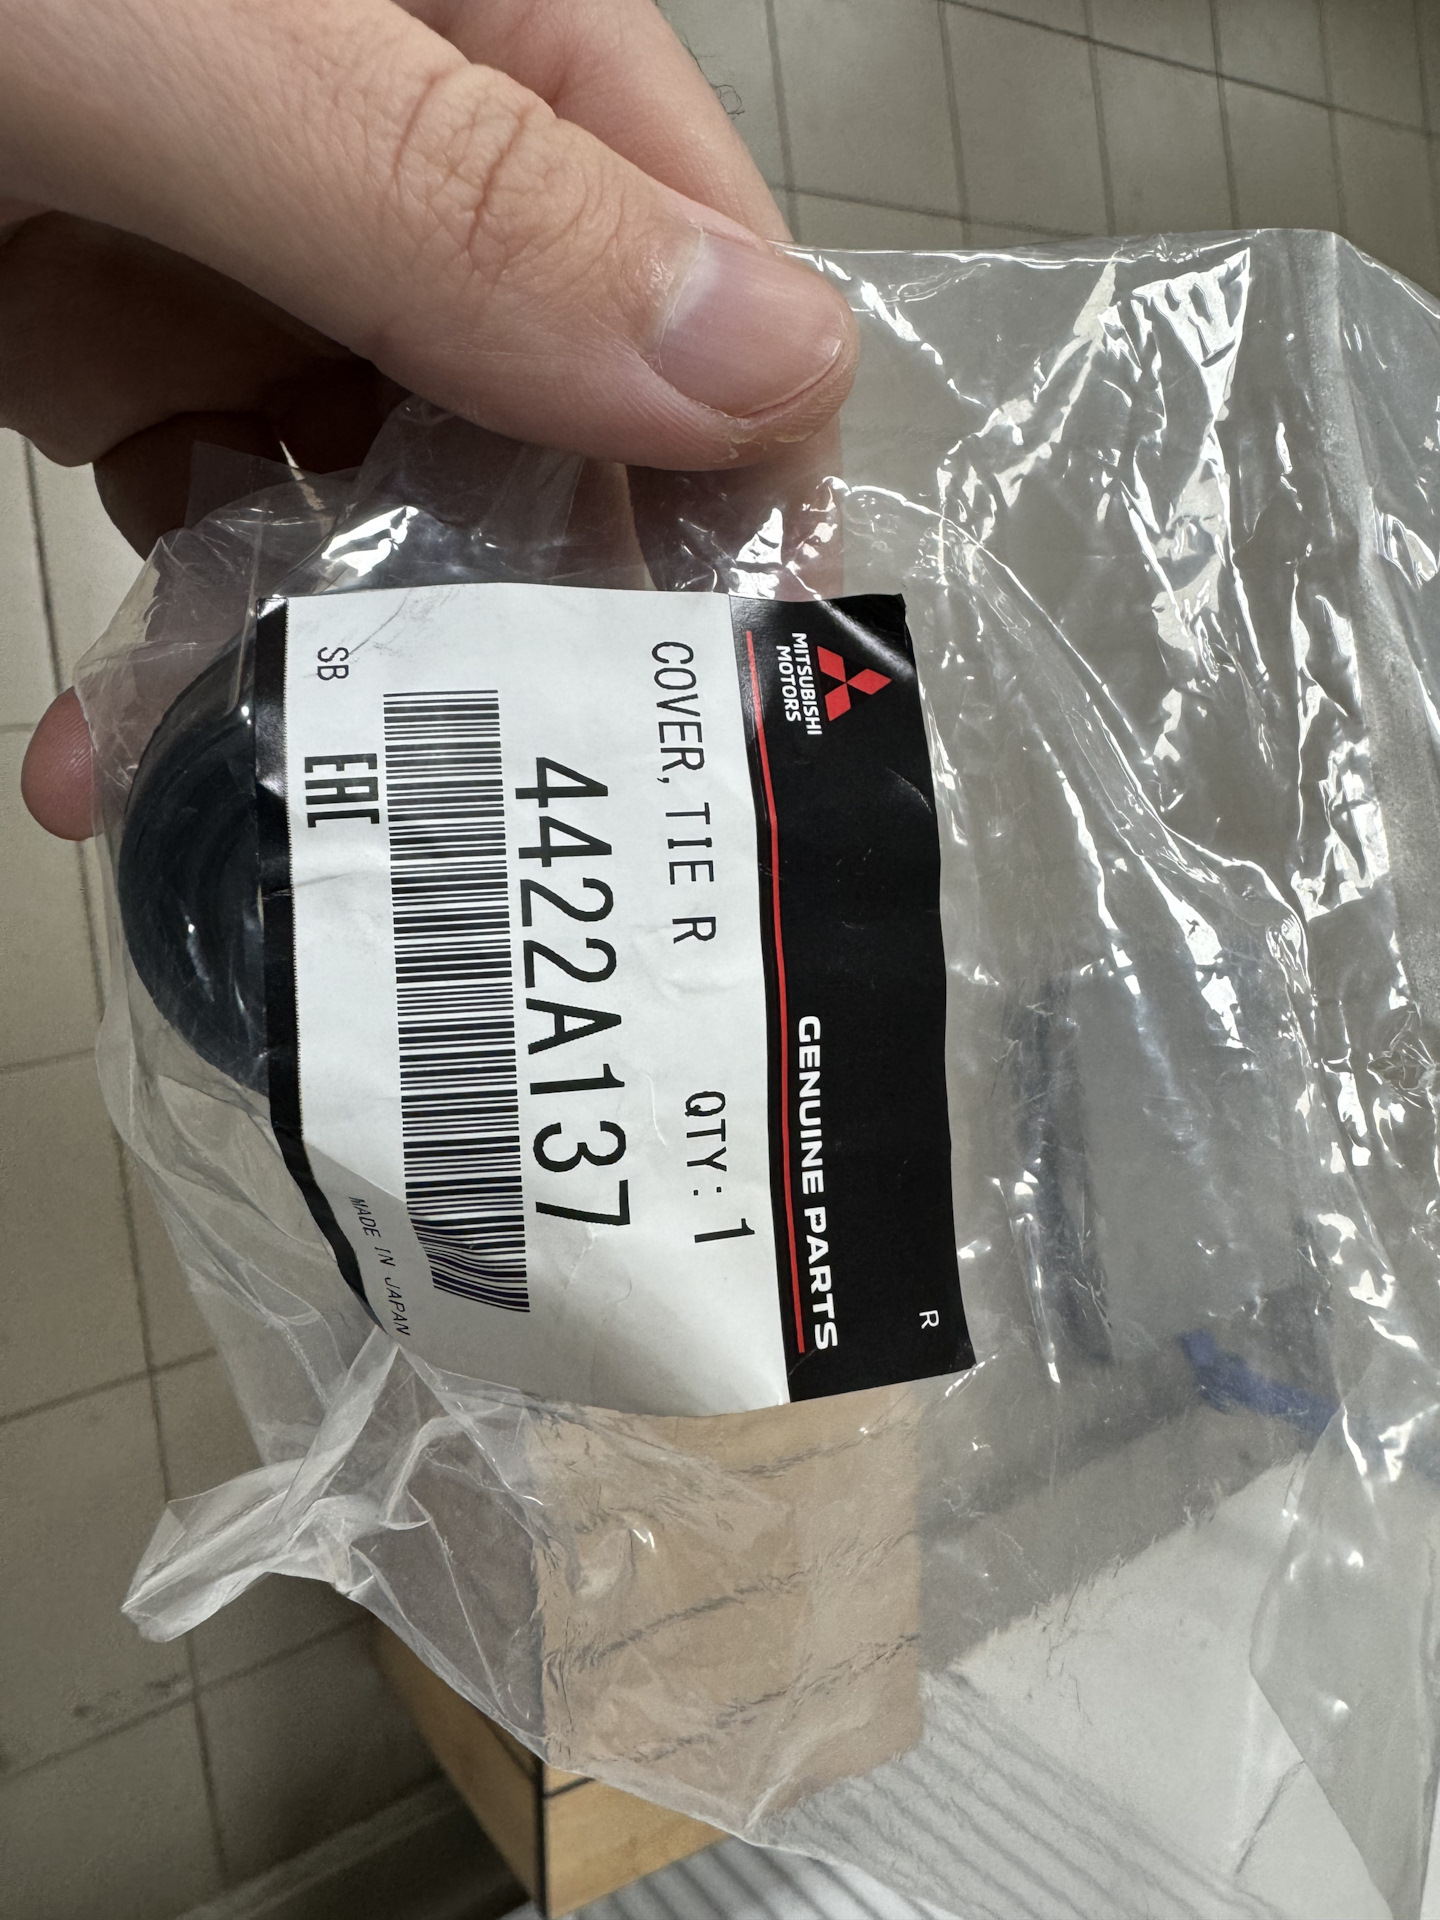 MITSUBISHI
MOTORS
GENUINE PARTS
R
COVER, TIE R
QTY: 1
4422A137
SB
EAC
MADE IN JAPAN